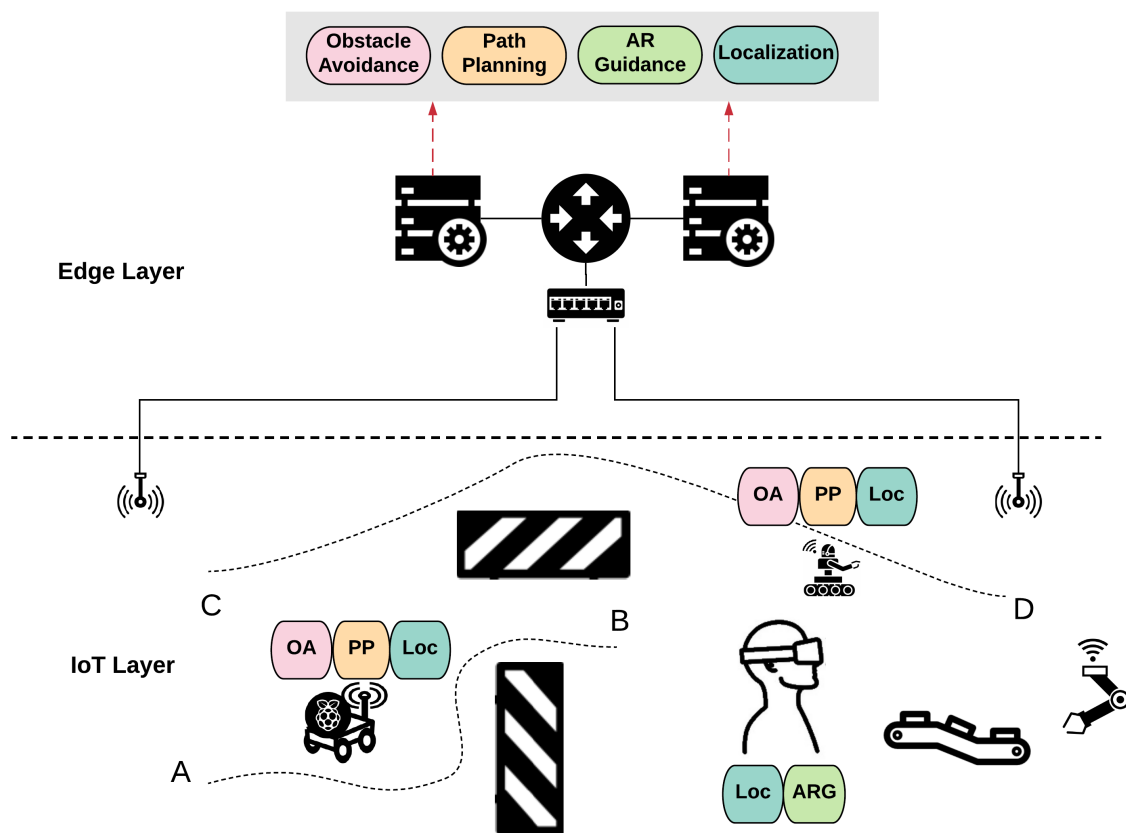 Obstacle
Avoidance
Path
Planning
AR
Guidance
Localization
Edge Layer
OA
PP
Loc
C
B
D
OA
PP
Loc
IoT Layer
A
Loc
ARG